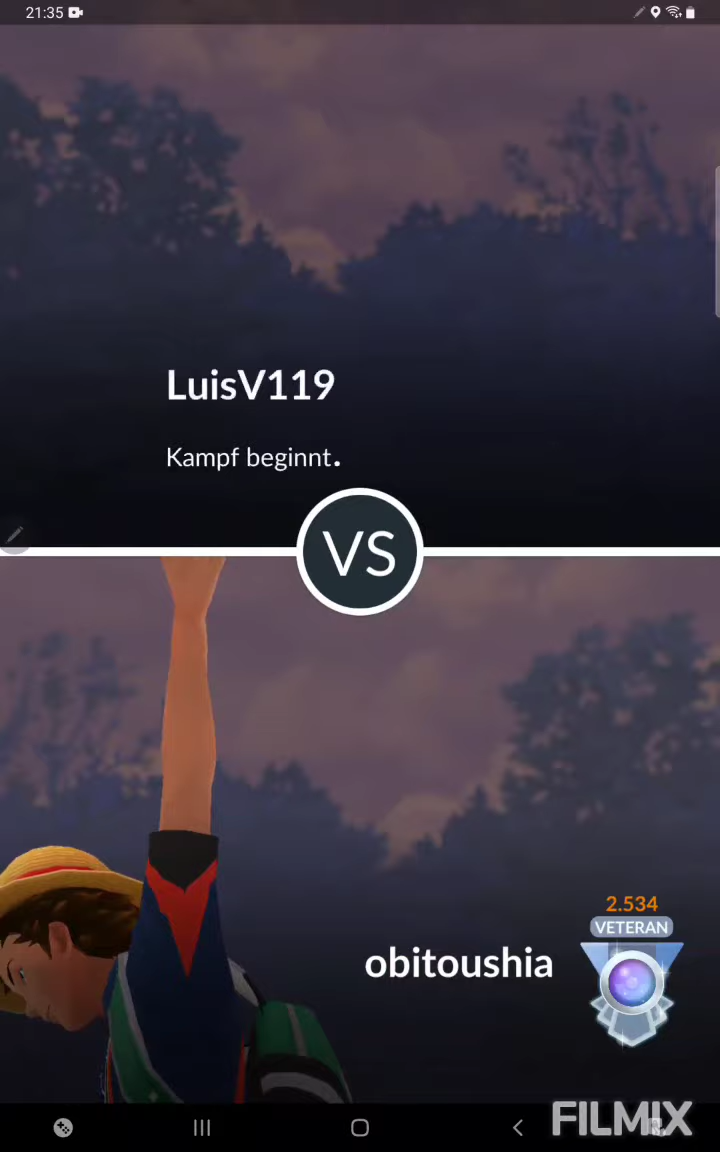 21:35
LuisV119
Kampf beginnt.
VS
2.534
VETERAN
obitoushia
FILMIX